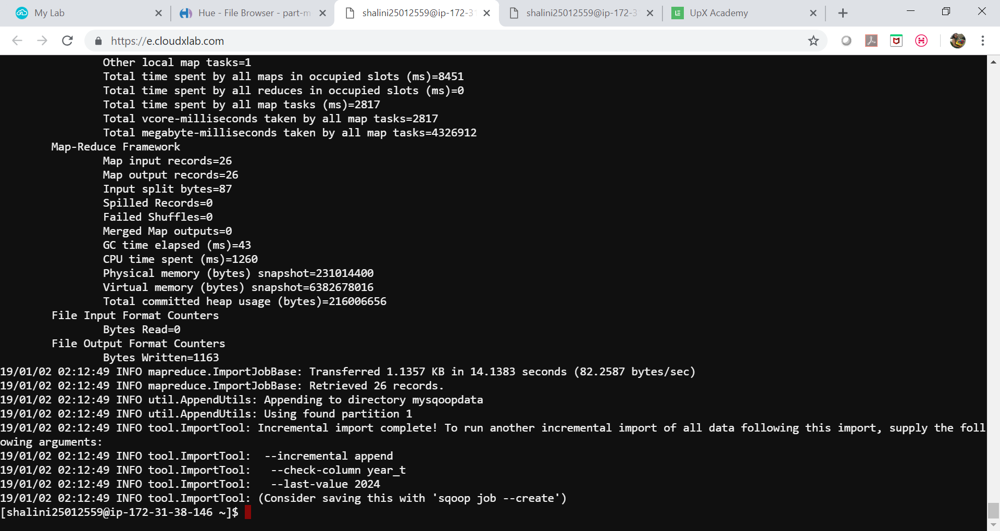 My Lab
Hue - File Browser - part-m
shalini25012559@ip-172-31
shalini25012559@ip-172-3
UpX Academy
https://e.cloudxlab.com
Other local map tasks=1
Total time spent by all maps in occupied slots (ms)=8451
Total time spent by all reduces in occupied slots (ms)=0
Total time spent by all map tasks (ms)=2817
Total vcore-milliseconds taken by all map tasks=2817
Total megabyte-milliseconds taken by all map tasks=4326912
Map-Reduce Framework
Map input records=26
Map output records=26
Input split bytes=87
Spilled Records=0
Failed Shuffles=0
Merged Map outputs=0
GC time elapsed (ms)=43
CPU time spent (ms)=1260
Physical memory (bytes) snapshot=231014400
Virtual memory (bytes) snapshot=6382678016
Total committed heap usage (bytes)=216006656
File Input Format Counters
Bytes Read=0
File Output Format Counters
Bytes Written=1163
19/01/02 02:12:49 INFO mapreduce.ImportJobBase: Transferred 1.1357 KB in 14.1383 seconds (82.2587 bytes/sec)
19/01/02 02:12:49 INFO mapreduce.ImportJobBase: Retrieved 26 records.
19/01/02 02:12:49 INFO util.AppendUtils: Appending to directory mysqoopdata
19/01/02 02:12:49 INFO util.AppendUtils: Using found partition 1
19/01/02 02:12:49 INFO tool.ImportTool: Incremental import complete! To run another incremental import of all data following this import, supply the foll
owing arguments:
19/01/02 02:12:49 INFO tool.ImportTool:  --incremental append
19/01/02 02:12:49 INFO tool.ImportTool:   --check-column year_t
19/01/02 02:12:49 INFO tool.ImportTool:   --last-value 2024
19/01/02 02:12:49 INFO tool.ImportTool: (Consider saving this with 'sqoop job --create')
[shalini25012559@ip-172-31-38-146 ~]$